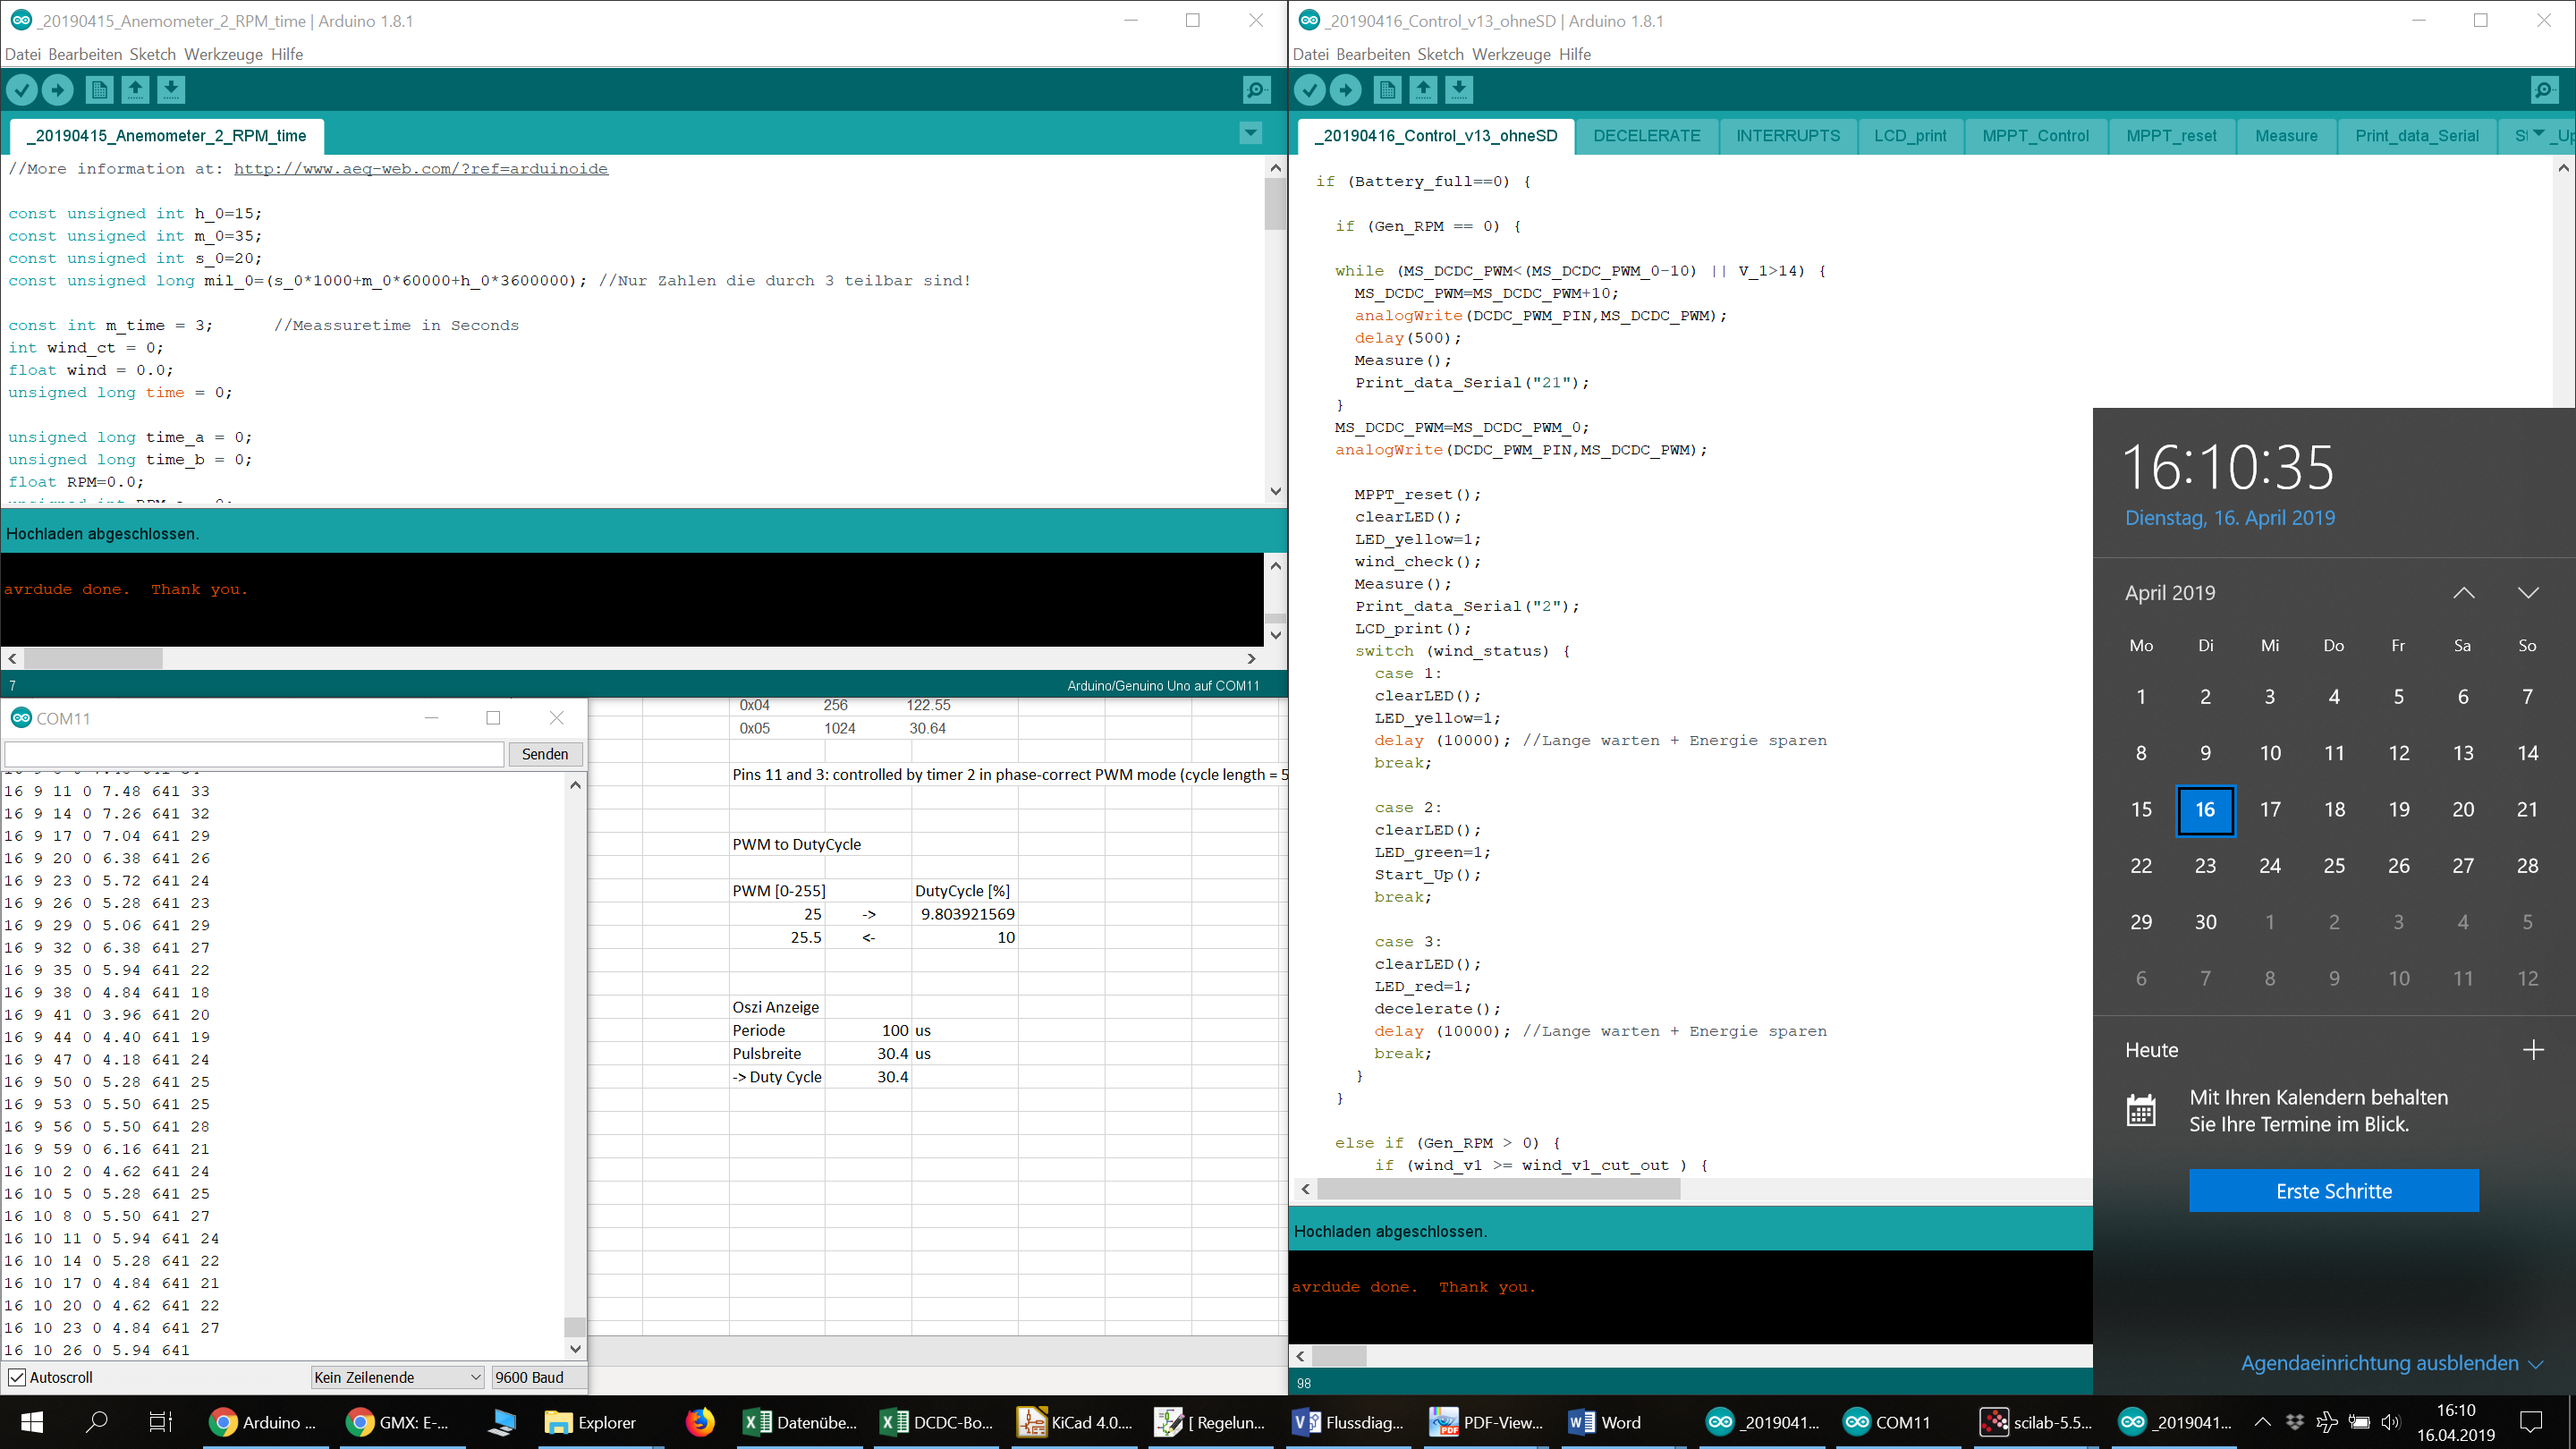 _20190415_Anemometer_2_RPM_time | Arduino 1.8.1
Datei Bearbeiten Sketch Werkzeuge Hilfe
_20190415_Anemometer_2_RPM_time
//More information at: http://www.aeq-web.com/?ref=arduinoide
const unsigned int h_0=15;
const unsigned int m_0=35;
const unsigned int s_0=20;
const unsigned long mil_0=(s_0*1000+m_0*60000+h_0*3600000); //Nur Zahlen die durch 3 teilbar sind!
const int m_time = 3; //Meassuretime in Seconds
int wind_ct = 0;
float wind = 0.0;
unsigned long time = 0;
unsigned long time_a = 0;
unsigned long time_b = 0;
float RPM=0.0;
Hochladen abgeschlossen.
avrdude done. Thank you.
7
Arduino/Genuino Uno auf COM11
COM11
Senden
16 9 11 0 7.48 641 33
16 9 14 0 7.26 641 32
16 9 17 0 7.04 641 29
16 9 20 0 6.38 641 26
16 9 23 0 5.72 641 24
16 9 26 0 5.28 641 23
16 9 29 0 5.06 641 29
16 9 32 0 6.38 641 27
16 9 35 0 5.94 641 22
16 9 38 0 4.84 641 18
16 9 41 0 3.96 641 20
16 9 44 0 4.40 641 19
16 9 47 0 4.18 641 24
16 9 50 0 5.28 641 25
16 9 53 0 5.50 641 25
16 9 56 0 5.50 641 28
16 9 59 0 6.16 641 21
16 10 2 0 4.62 641 24
16 10 5 0 5.28 641 25
16 10 8 0 5.50 641 27
16 10 11 0 5.94 641 24
16 10 14 0 5.28 641 22
16 10 17 0 4.84 641 21
16 10 20 0 4.62 641 22
16 10 23 0 4.84 641 27
16 10 26 0 5.94 641
Autoscroll
Kein Zeilenende
9600 Baud
0x04 256 122.55
0x05 1024 30.64
Pins 11 and 3: controlled by timer 2 in phase-correct PWM mode (cycle length = 5
PWM to DutyCycle
PWM [0-255] DutyCycle [%]
25 -> 9.803921569
25.5 <- 10
Oszi Anzeige
Periode 100 us
Pulsbreite 30.4 us
-> Duty Cycle 30.4
_20190416_Control_v13_ohneSD | Arduino 1.8.1
Datei Bearbeiten Sketch Werkzeuge Hilfe
_20190416_Control_v13_ohneSD DECELERATE INTERRUPTS LCD_print MPPT_Control MPPT_reset Measure Print_data_Serial
if (Battery_full==0) {
if (Gen_RPM == 0) {
while (MS_DCDC_PWM<(MS_DCDC_PWM_0-10) || V_1>14) {
MS_DCDC_PWM=MS_DCDC_PWM+10;
analogWrite(DCDC_PWM_PIN,MS_DCDC_PWM);
delay(500);
Measure();
Print_data_Serial("21");
}
MS_DCDC_PWM=MS_DCDC_PWM_0;
analogWrite(DCDC_PWM_PIN,MS_DCDC_PWM);
MPPT_reset();
clearLED();
LED_yellow=1;
wind_check();
Measure();
Print_data_Serial("2");
LCD_print();
switch (wind_status) {
case 1:
clearLED();
LED_yellow=1;
delay (10000); //Lange warten + Energie sparen
break;
case 2:
clearLED();
LED_green=1;
Start_Up();
break;
case 3:
clearLED();
LED_red=1;
decelerate();
delay (10000); //Lange warten + Energie sparen
break;
}
}
else if (Gen_RPM > 0) {
if (wind_v1 >= wind_v1_cut_out ) {
Hochladen abgeschlossen.
avrdude done. Thank you.
98
16:10:35
Dienstag, 16. April 2019
April 2019
Mo Di Mi Do Fr Sa So
1 2 3 4 5 6 7
8 9 10 11 12 13 14
15 16 17 18 19 20 21
22 23 24 25 26 27 28
29 30 1 2 3 4 5
6 7 8 9 10 11 12
Heute
Mit Ihren Kalendern behalten
Sie Ihre Termine im Blick.
Erste Schritte
Agendaeinrichtung ausblenden
Arduino ... GMX: E-... Explorer Datenübe... DCDC-Bo... KiCad 4.0.... [ Regelun... Flussdiag... PDF-View... Word _2019041... COM11 scilab-5.5... _2019041...
16:10
16.04.2019